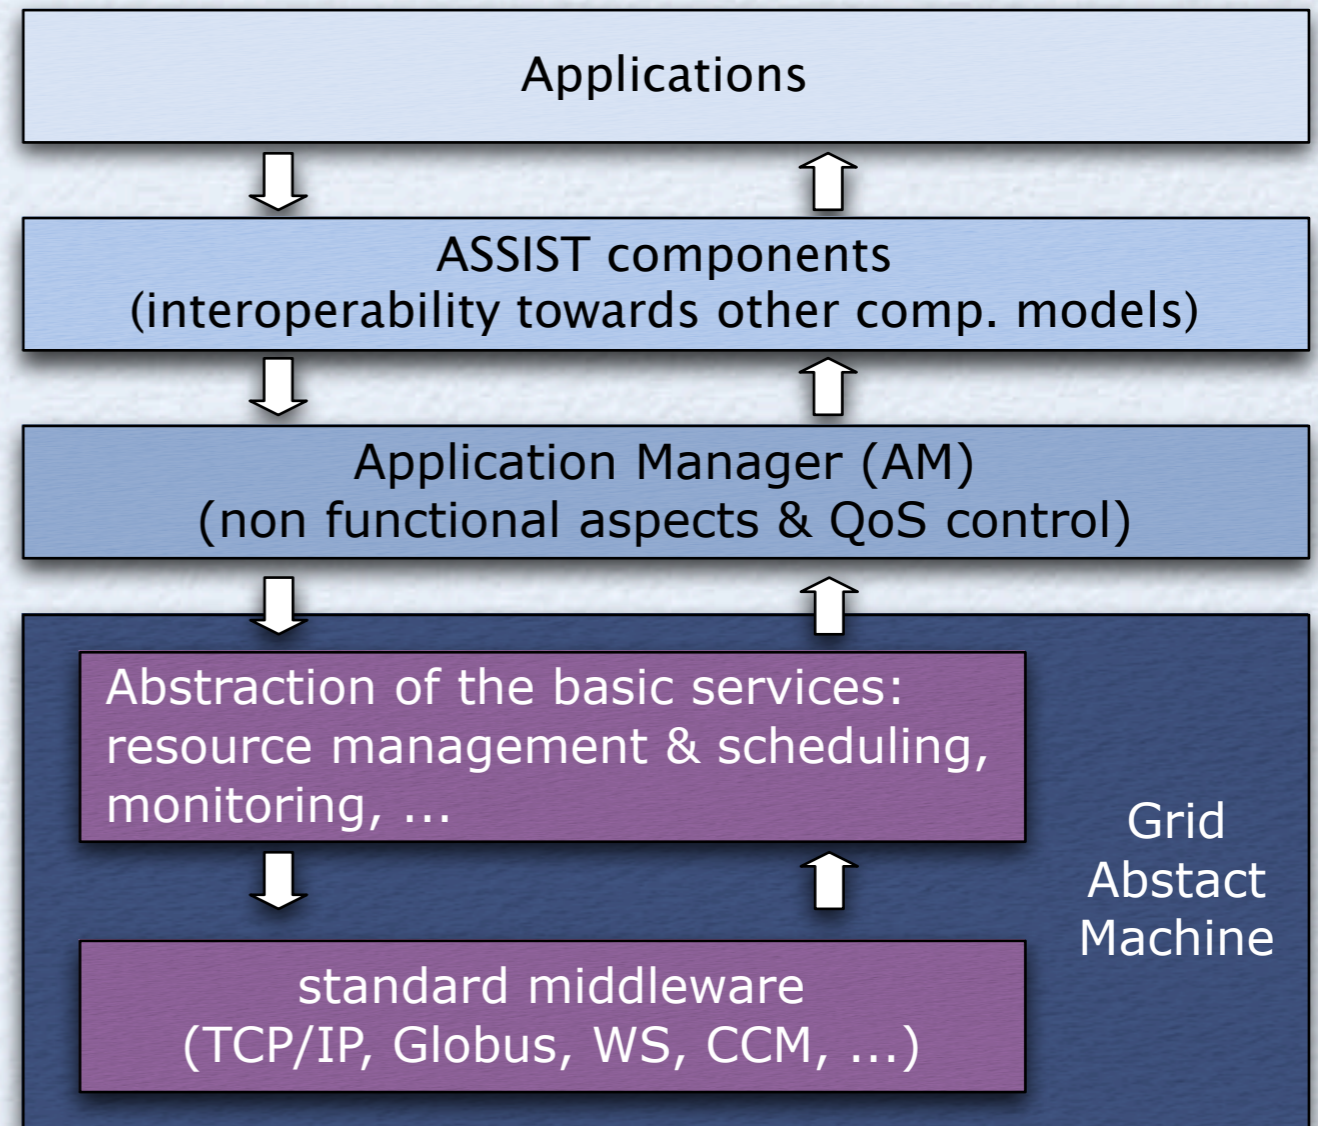 Applications
ASSIST components
(interoperability towards other comp. models)
Application Manager (AM)
(non functional aspects & QoS control)
Abstraction of the basic services:
resource management & scheduling,
monitoring, ...
Grid
Abstact
Machine
standard middleware
(TCP/IP, Globus, WS, CCM, ...)